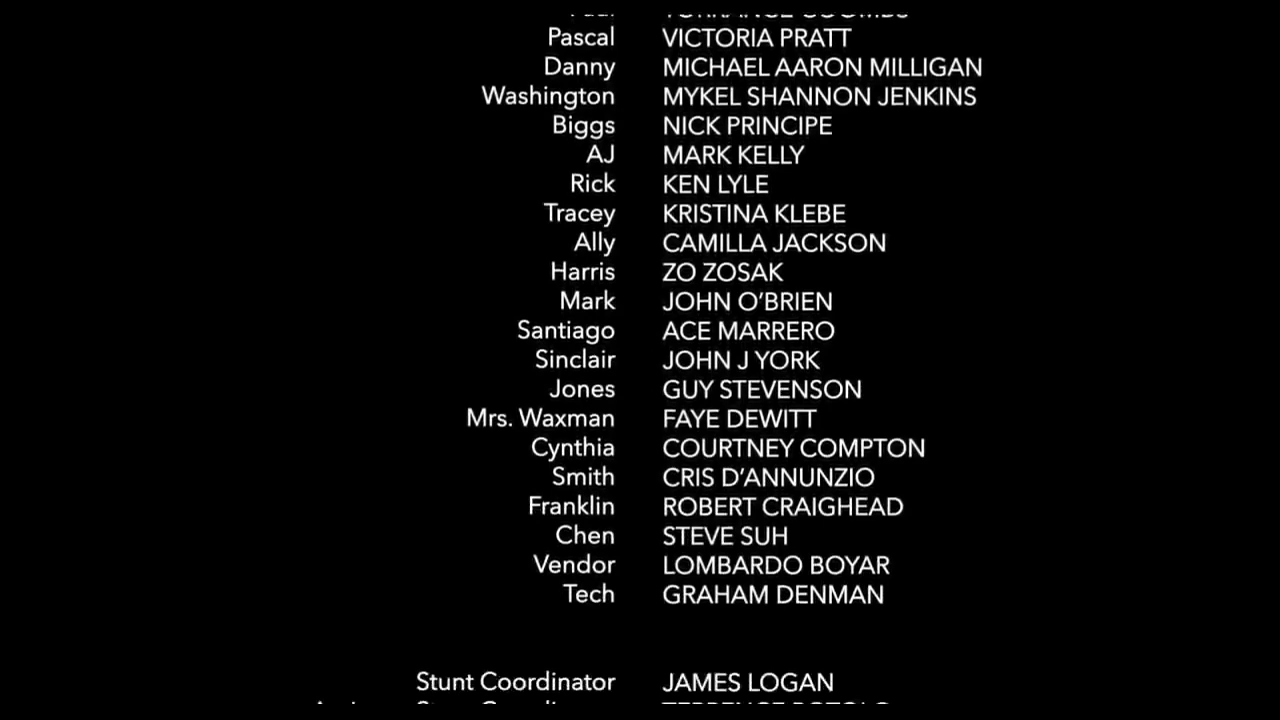 Pascal VICTORIA PRATT
Danny MICHAEL AARON MILLIGAN
Washington MYKEL SHANNON JENKINS
Biggs NICK PRINCIPE
AJ MARK KELLY
Rick KEN LYLE
Tracey KRISTINA KLEBE
Ally CAMILLA JACKSON
Harris ZO ZOSAK
Mark JOHN O’BRIEN
Santiago ACE MARRERO
Sinclair JOHN J YORK
Jones GUY STEVENSON
Mrs. Waxman FAYE DEWITT
Cynthia COURTNEY COMPTON
Smith CRIS D’ANNUNZIO
Franklin ROBERT CRAIGHEAD
Chen STEVE SUH
Vendor LOMBARDO BOYAR
Tech GRAHAM DENMAN
Stunt Coordinator JAMES LOGAN